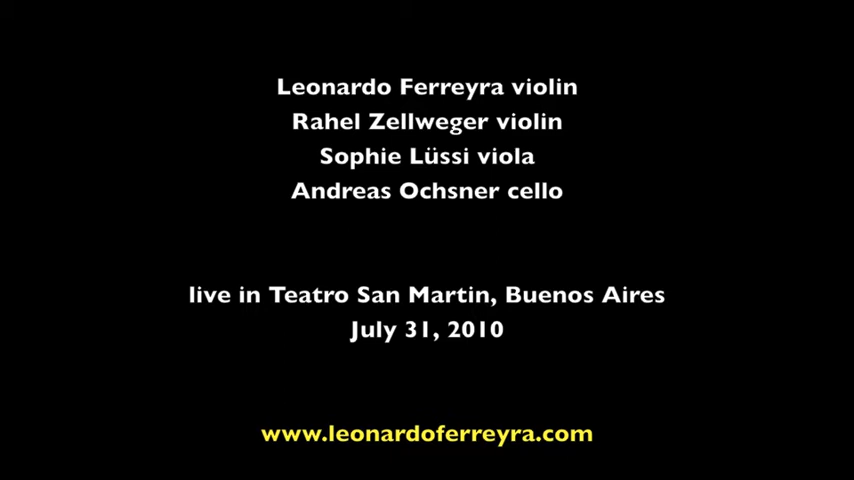 Leonardo Ferreyra violin
Rahel Zellweger violin
Sophie Lüssi viola
Andreas Ochsner cello
live in Teatro San Martin, Buenos Aires
July 31, 2010
www.leonardoferreyra.com